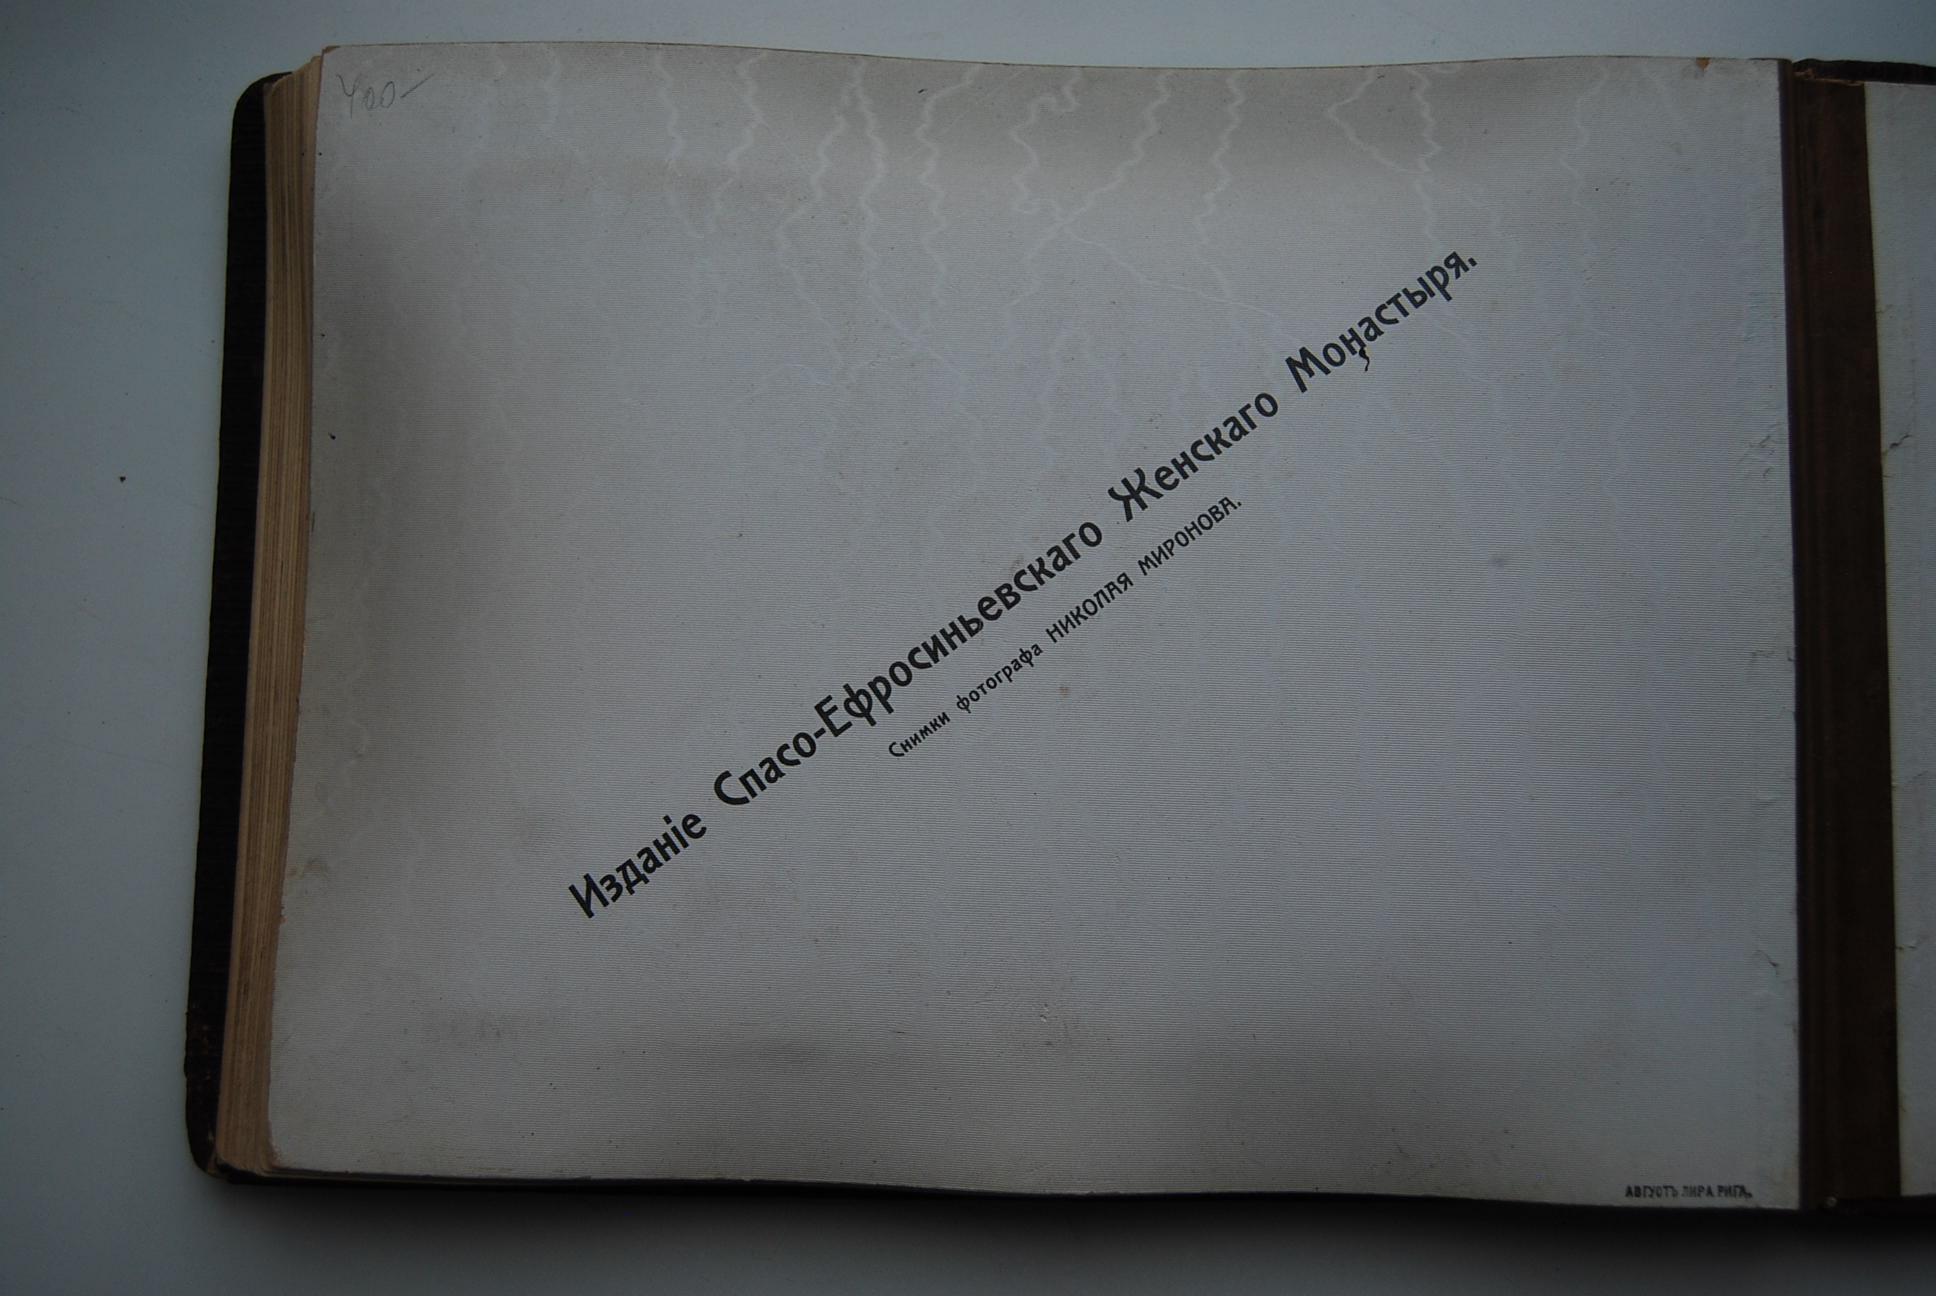 400-
Изданіе Спасо-Ефросиньевскаго Женскаго Монастыря.
Снимки фотографа НИКОЛАЯ МИРОНОВА.
АВГУСТЪ ЛИРА РИГА.